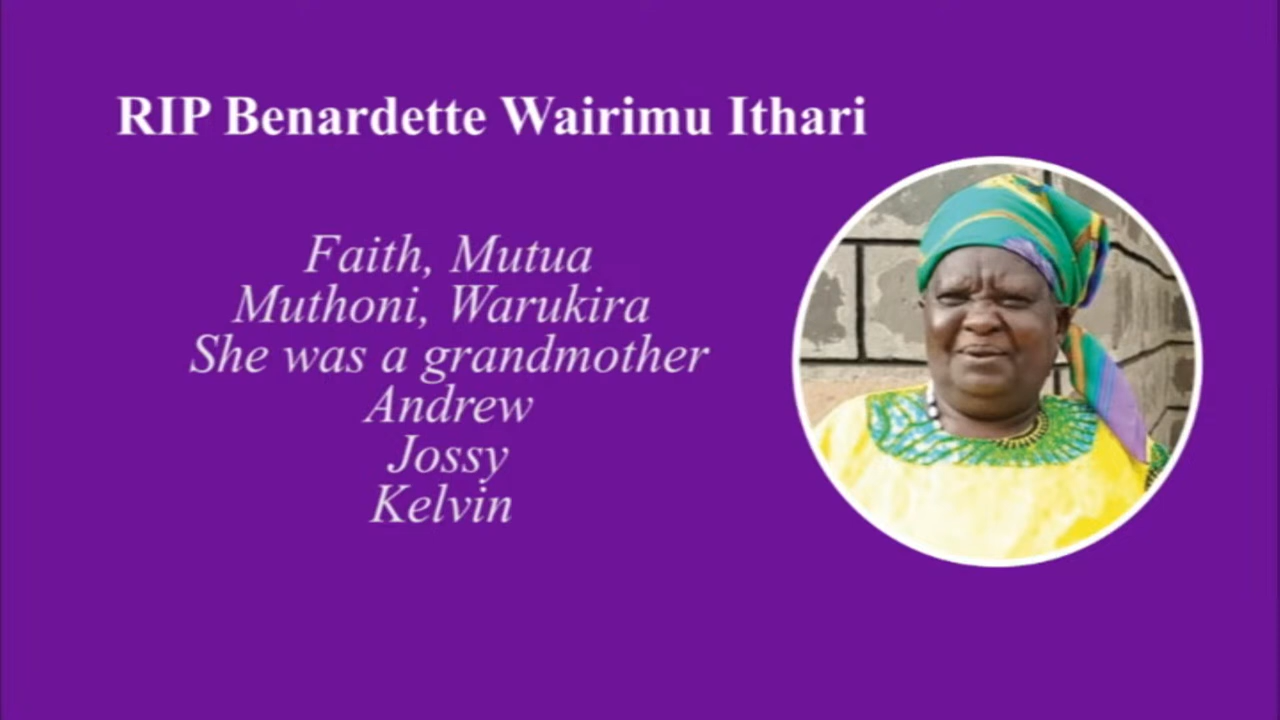 RIP Benardette Wairimu Ithari
Faith, Mutua
Muthoni, Warukira
She was a grandmother
Andrew
Jossy
Kelvin